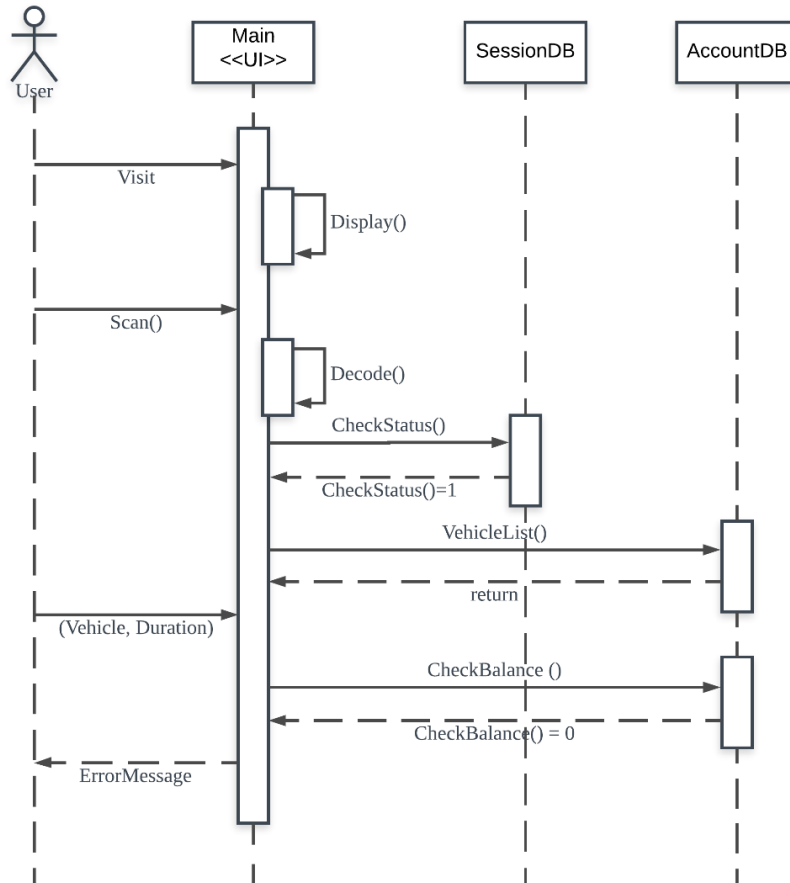 User
Main
<<UI>>
SessionDB
AccountDB
Visit
Display()
Scan()
Decode()
CheckStatus()
CheckStatus()=1
VehicleList()
return
(Vehicle, Duration)
CheckBalance ()
CheckBalance() = 0
ErrorMessage